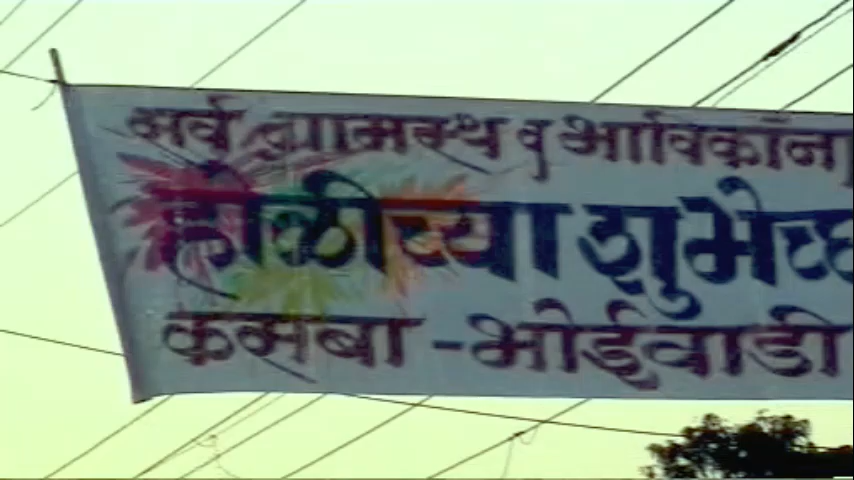 सर्व ग्रामस्थ व भाविकांन
होळीच्या शुभेच्छ
कसबा - भोईवाडी